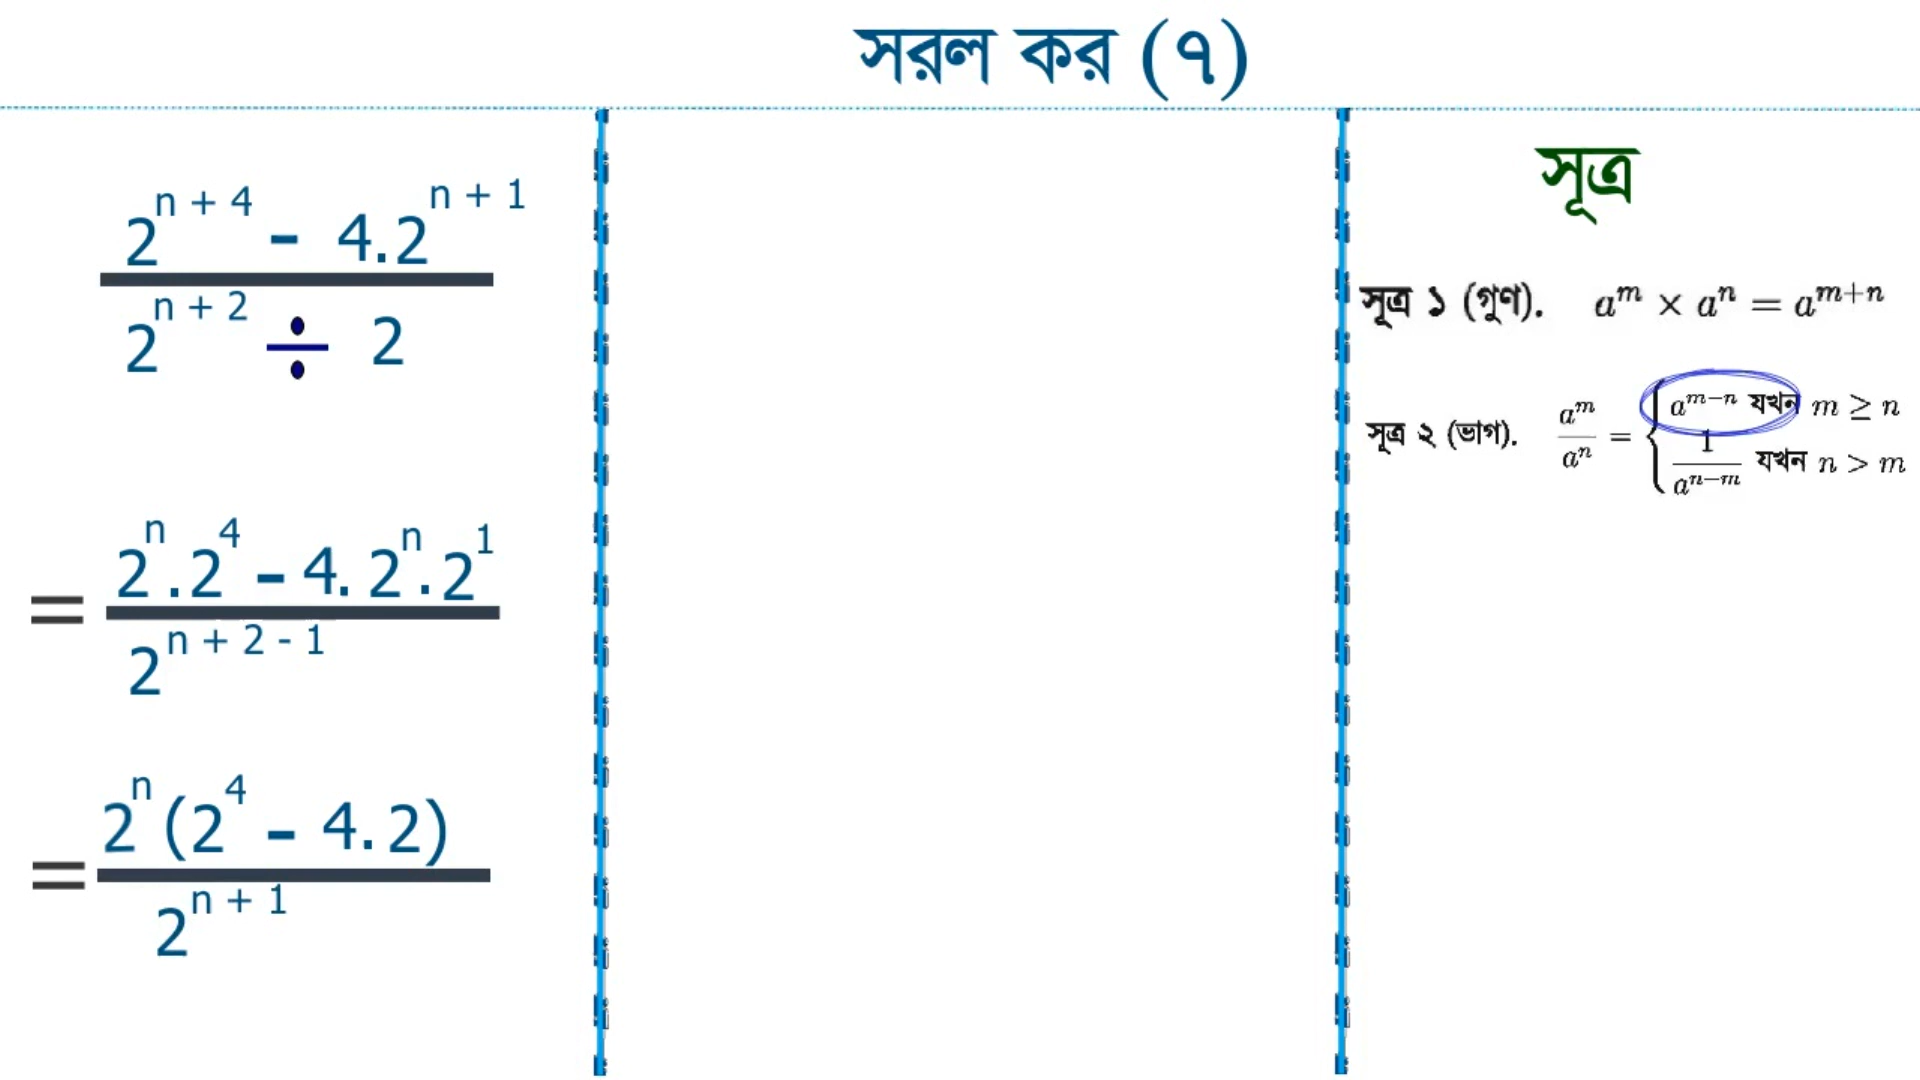 সরল কর (৭)
2^{n + 4} - 4.2^{n + 1}
2^{n + 2} ÷ 2
= 2^{n}.2^{4} - 4.2^{n}.2^{1}
2^{n + 2 - 1}
= 2^{n}(2^{4} - 4.2)
2^{n + 1}
সূত্র
সূত্র ১ (গুণ). a^{m} × a^{n} = a^{m+n}
সূত্র ২ (ভাগ). a^{m}/a^{n} = { a^{m-n} যখন m ≥ n
1/a^{n-m} যখন n > m